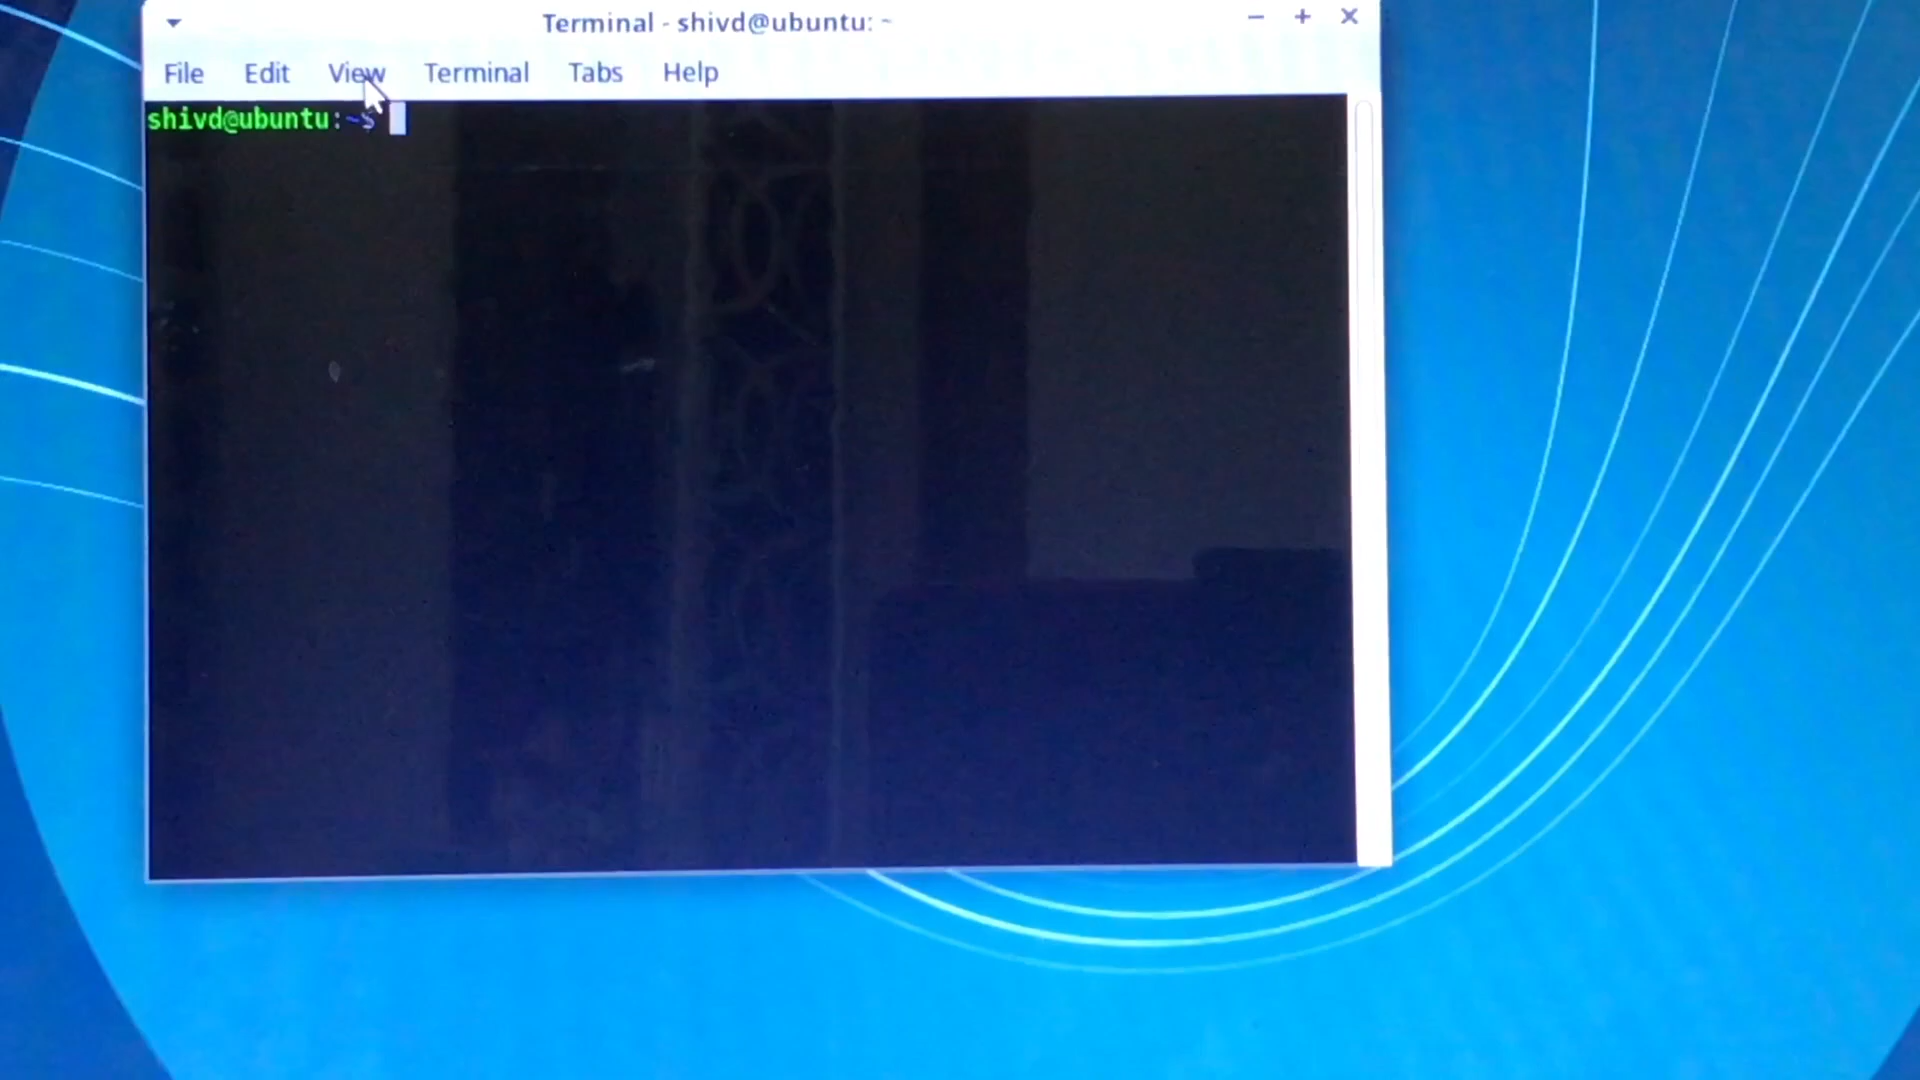 Terminal - shivd@ubuntu: ~
File Edit View Terminal Tabs Help
shivd@ubuntu:~$